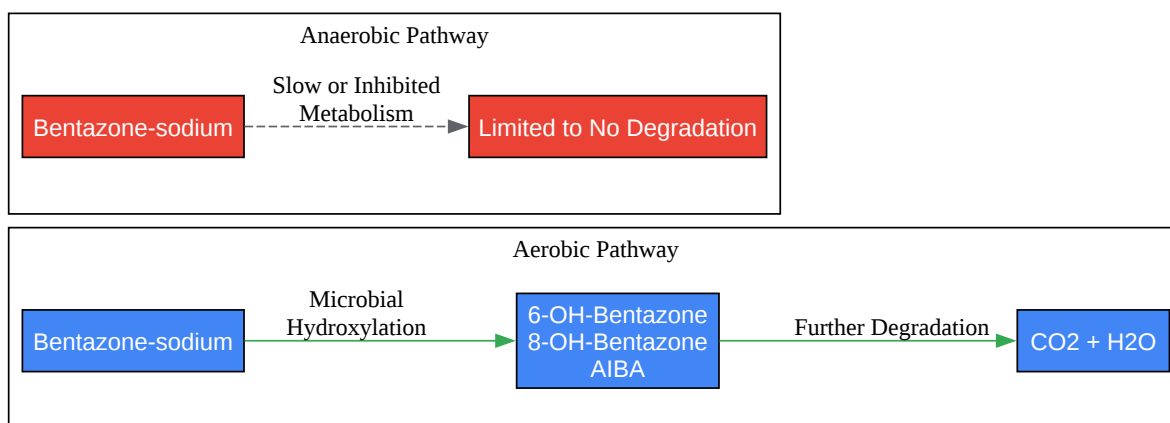 Anaerobic Pathway
Slow or Inhibited
Metabolism
Bentazone-sodium
Limited to No Degradation
Aerobic Pathway
Microbial
Hydroxylation
Bentazone-sodium
6-OH-Bentazone
8-OH-Bentazone
AIBA
Further Degradation
CO2 + H2O